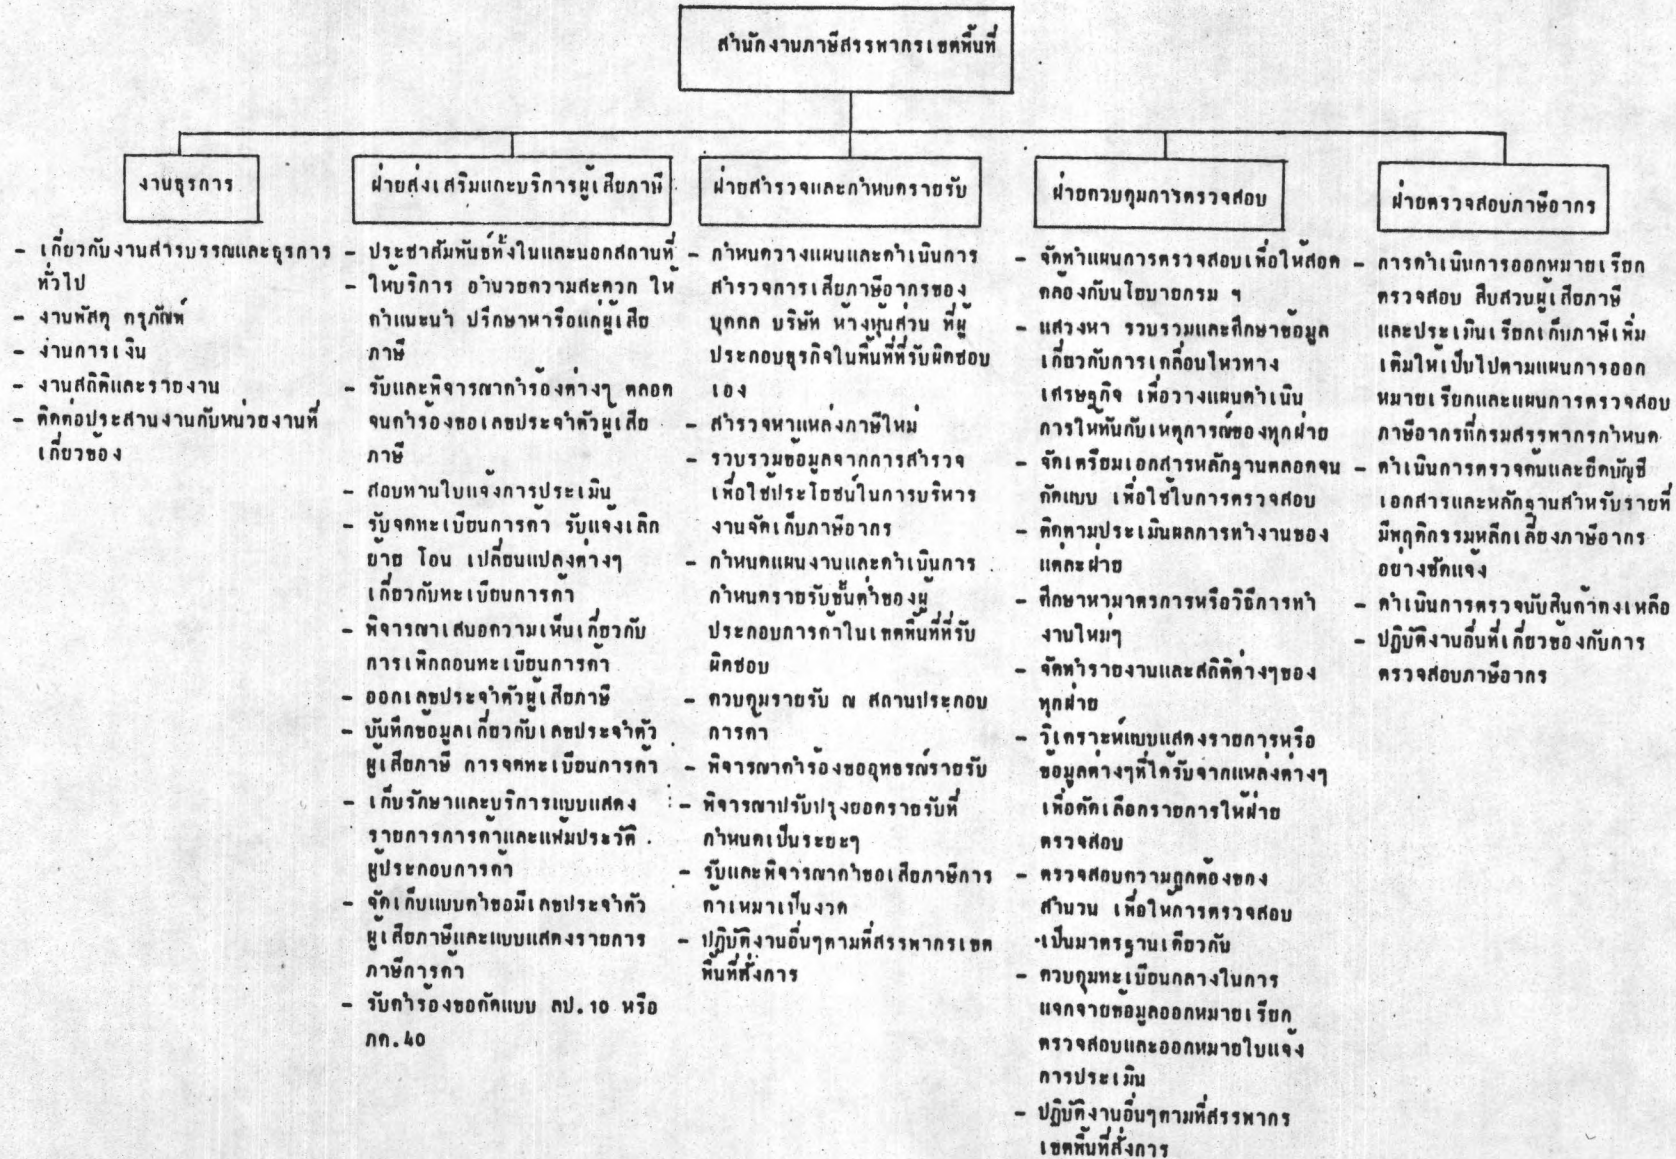 สำนักงานภาษีสรรพากรเขตพื้นที่
งานธุรการ
- เกี่ยวกับงานสารบรรณและธุรการ
ทั่วไป
- งานพัสดุ ครุภัณฑ์
- งานการเงิน
- งานสถิติและรายงาน
- ติดต่อประสานงานกับหน่วยงานที่
เกี่ยวข้อง
ฝ่ายส่งเสริมและบริการผู้เสียภาษี
- ประชาสัมพันธ์ทั้งในและนอกสถานที่
- ให้บริการ อำนวยความสะดวก ให้
คำแนะนำ ปรึกษาหารือแก่ผู้เสีย
ภาษี
- รับและพิจารณาคำร้องต่างๆ ตลอด
จนคำร้องขอเลขประจำตัวผู้เสีย
ภาษี
- สอบทานใบแจ้งการประเมิน
- รับจดทะเบียนการค้า รับแจ้งเลิก
ย้าย โอน เปลี่ยนแปลงต่างๆ
เกี่ยวกับทะเบียนการค้า
- พิจารณาเสนอความเห็นเกี่ยวกับ
การเพิกถอนทะเบียนการค้า
- ออกเลขประจำตัวผู้เสียภาษี
- บันทึกข้อมูลเกี่ยวกับเลขประจำตัว
ผู้เสียภาษี การจดทะเบียนการค้า
- เก็บรักษาและบริการแบบแสดง
รายการการค้าและแฟ้มประวัติ
ผู้ประกอบการค้า
- จัดเก็บแบบคำขอมีเลขประจำตัว
ผู้เสียภาษีและแบบแสดงรายการ
ภาษีการค้า
- รับคำร้องขอคัดแบบ ลป.10 หรือ
ภค.40
ฝ่ายสำรวจและกำหนดรายรับ
- กำหนดวางแผนและดำเนินการ
สำรวจการเสียภาษีอากรของ
บุคคล บริษัท ห้างหุ้นส่วน ที่ผู้
ประกอบธุรกิจในพื้นที่ที่รับผิดชอบ
เอง
- สำรวจหาแหล่งภาษีใหม่
- รวบรวมข้อมูลจากการสำรวจ
เพื่อใช้ประโยชน์ในการบริหาร
งานจัดเก็บภาษีอากร
- กำหนดแผนงานและดำเนินการ
กำหนดรายรับขั้นต่ำของผู้
ประกอบการค้าในเขตพื้นที่ที่รับ
ผิดชอบ
- ควบคุมรายรับ ณ สถานประกอบ
การค้า
- พิจารณาคำร้องขออุทธรณ์รายรับ
- พิจารณาปรับปรุงยอดรายรับที่
กำหนดเป็นระยะๆ
- รับและพิจารณาคำขอเสียภาษีการ
ค้าเหมาเป็นงวด
- ปฏิบัติงานอื่นๆตามที่สรรพากรเขต
พื้นที่สั่งการ
ฝ่ายควบคุมการตรวจสอบ
- จัดทำแผนการตรวจสอบเพื่อให้สอด
คล้องกับนโยบายกรม ฯ
- แสวงหา รวบรวมและศึกษาข้อมูล
เกี่ยวกับการเคลื่อนไหวทาง
เศรษฐกิจ เพื่อวางแผนดำเนิน
การให้ทันกับเหตุการณ์ของทุกฝ่าย
- จัดเตรียมเอกสารหลักฐานตลอดจน
คัดแบบ เพื่อใช้ในการตรวจสอบ
- ติดตามประเมินผลการทำงานของ
แต่ละฝ่าย
- ศึกษาหามาตรการหรือวิธีการทำ
งานใหม่ๆ
- จัดทำรายงานและสถิติต่างๆของ
ทุกฝ่าย
- วิเคราะห์แบบแสดงรายการหรือ
ข้อมูลต่างๆที่ได้รับจากแหล่งต่างๆ
เพื่อคัดเลือกรายการให้ฝ่าย
ตรวจสอบ
- ตรวจสอบความถูกต้องของ
สำนวน เพื่อให้การตรวจสอบ
เป็นมาตรฐานเดียวกับ
- ควบคุมทะเบียนกลางในการ
แจกจ่ายข้อมูลออกหมายเรียก
ตรวจสอบและออกหมายใบแจ้ง
การประเมิน
- ปฏิบัติงานอื่นๆตามที่สรรพากร
เขตพื้นที่สั่งการ
ฝ่ายตรวจสอบภาษีอากร
- การดำเนินการออกหมายเรียก
ตรวจสอบ สืบสวนผู้เสียภาษี
และประเมินเรียกเก็บภาษีเพิ่ม
เติมให้เป็นไปตามแผนการออก
หมายเรียกและแผนการตรวจสอบ
ภาษีอากรที่กรมสรรพากรกำหนด
- ดำเนินการตรวจค้นและยึดบัญชี
เอกสารและหลักฐานสำหรับรายที่
มีพฤติกรรมหลีกเลี่ยงภาษีอากร
อย่างชัดแจ้ง
- ดำเนินการตรวจนับสินค้าคงเหลือ
- ปฏิบัติงานอื่นที่เกี่ยวข้องกับการ
ตรวจสอบภาษีอากร